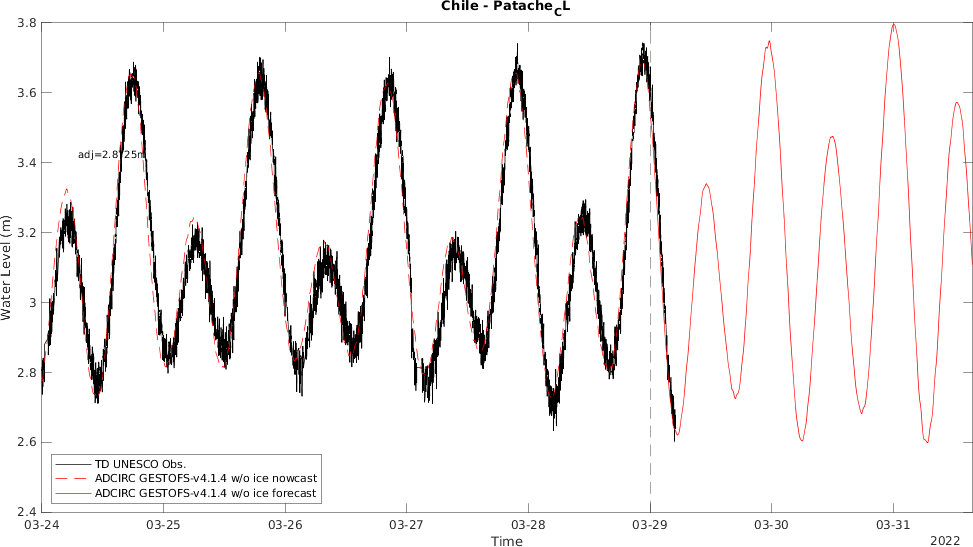 Chile - Patache_CL
3.8
3.6
3.4
3.2
3
2.8
2.6
2.4
Water Level (m)
adj=2.8725m
TD UNESCO Obs.
ADCIRC GESTOFS-v4.1.4 w/o ice nowcast
ADCIRC GESTOFS-v4.1.4 w/o ice forecast
03-24 03-25 03-26 03-27 03-28 03-29 03-30 03-31
Time
2022